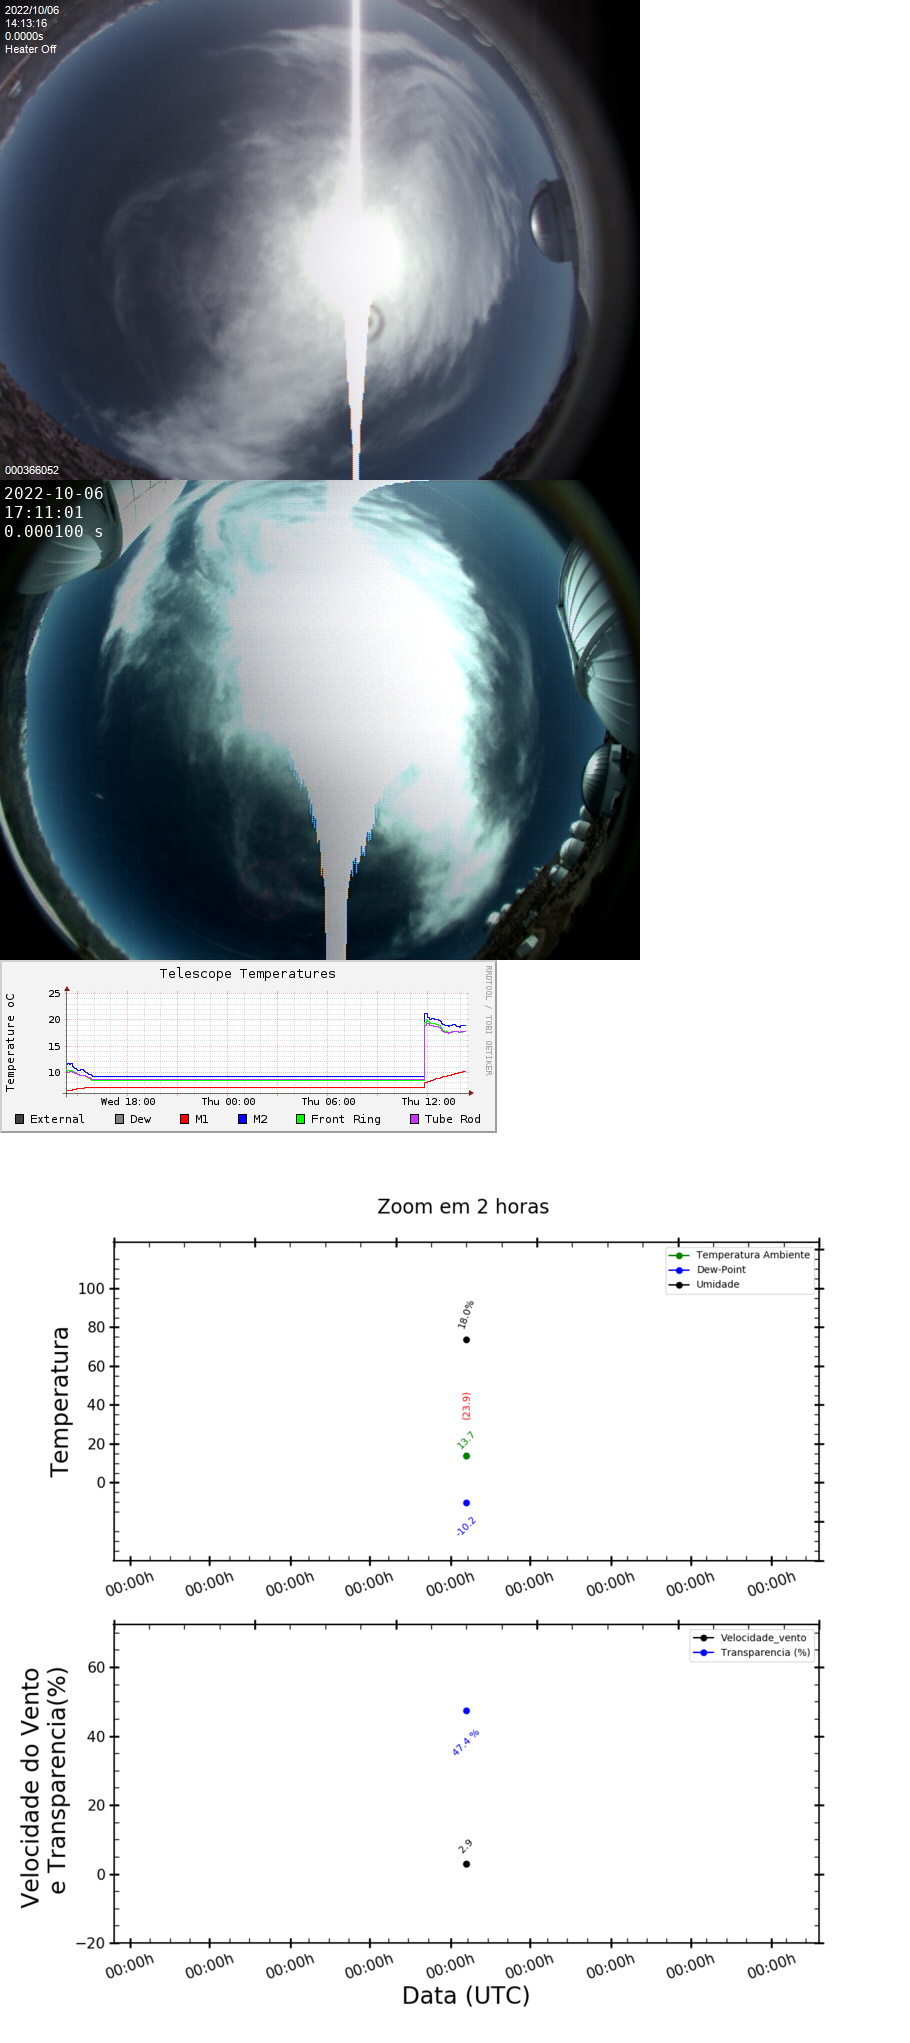 2022/10/06
14:13:16
0.0000s
Heater Off
000366052
2022-10-06
17:11:01
0.000100 s
Telescope Temperatures
RRDTOOL / TOBI OETIKER
Temperature oC
25
20
15
10
Wed 18:00 Thu 00:00 Thu 06:00 Thu 12:00
External Dew M1 M2 Front Ring Tube Rod
Zoom em 2 horas
Temperatura Ambiente
Dew-Point
Umidade
Temperatura
100
80
60
40
20
0
18.0%
(23.9)
13.7
-10.2
00:00h 00:00h 00:00h 00:00h 00:00h 00:00h 00:00h 00:00h 00:00h
Velocidade_vento
Transparencia (%)
Velocidade do Vento
e Transparencia(%)
60
40
20
0
−20
47.4 %
2.9
00:00h 00:00h 00:00h 00:00h 00:00h 00:00h 00:00h 00:00h 00:00h
Data (UTC)